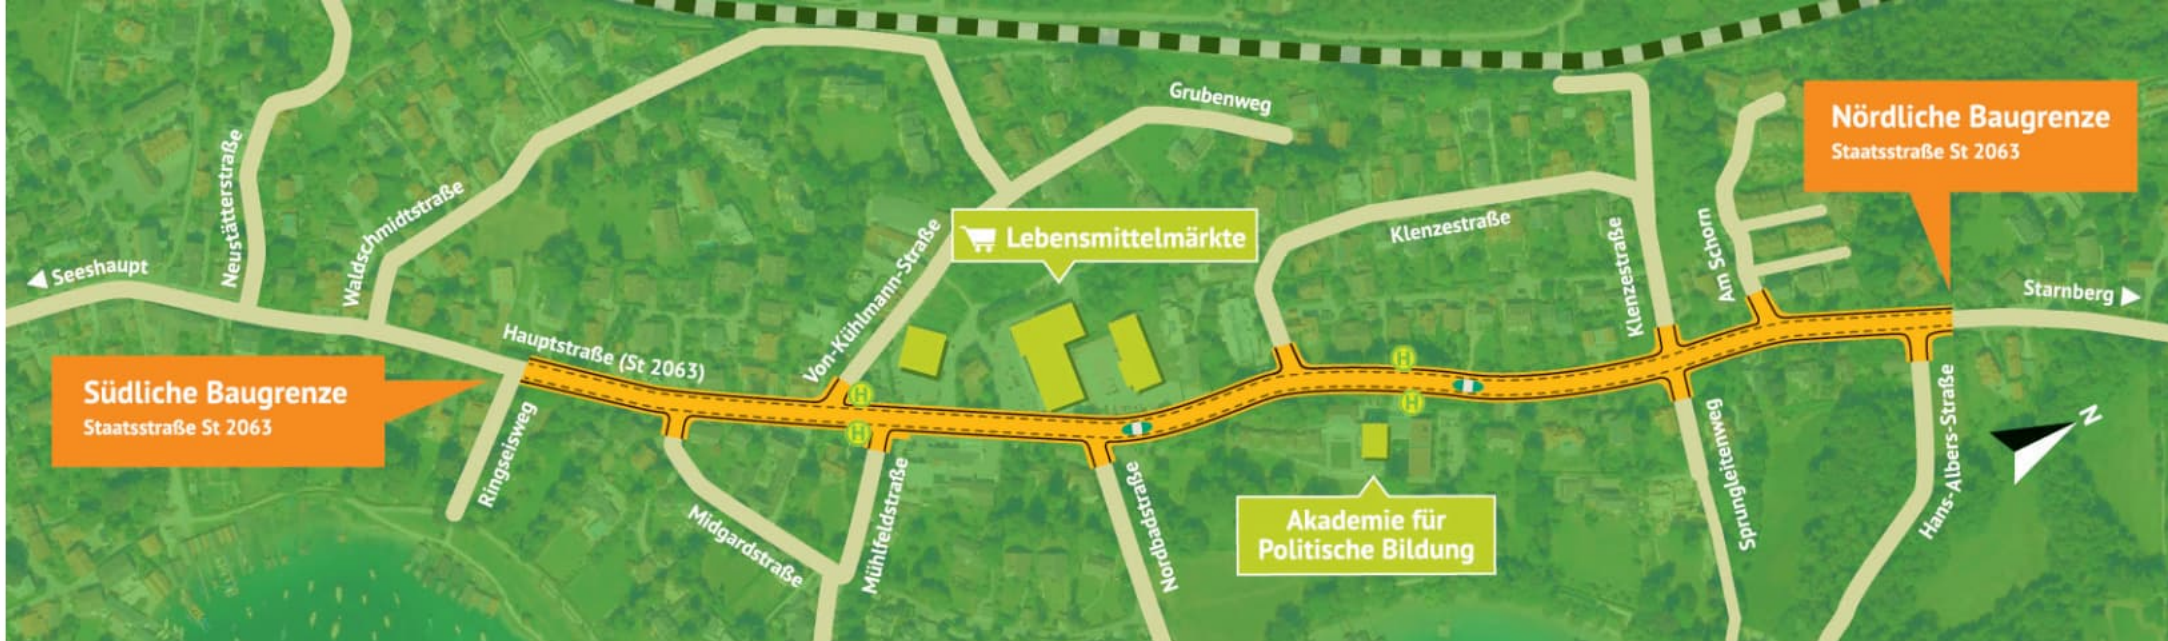 Grubenweg
Nördliche Baugrenze
Staatsstraße St 2063
Neustätterstraße
Waldschmidtstraße
Von-Kühlmann-Straße
Lebensmittelmärkte
Klenzestraße
Klenzestraße
Am Schorn
Seeshaupt
Starnberg
Hauptstraße (St 2063)
Südliche Baugrenze
Staatsstraße St 2063
H
H
H
H
Ringseisweg
Midgardstraße
Mühlfeldstraße
Nordbadstraße
Akademie für
Politische Bildung
Sprungleitenweg
Hans-Albers-Straße
N